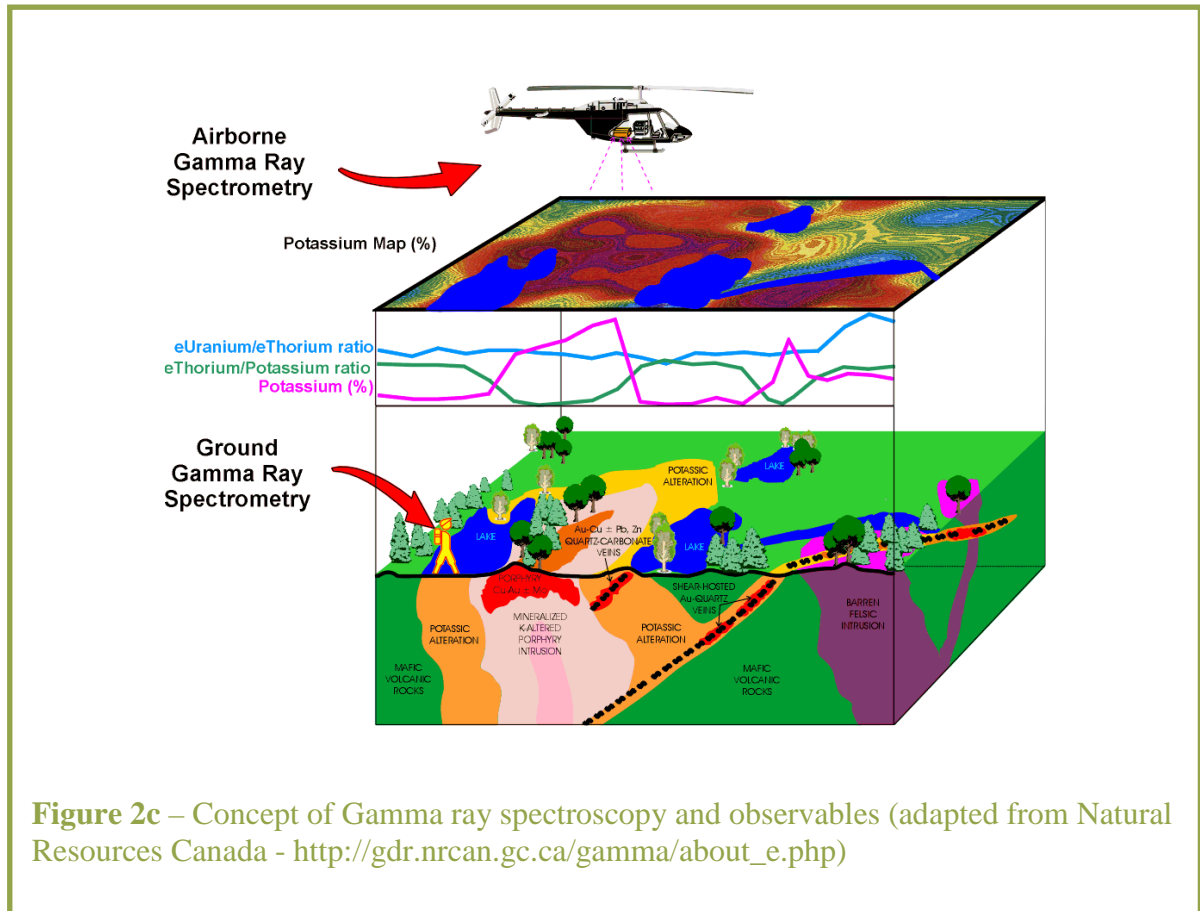 Airborne
Gamma Ray
Spectrometry
Potassium Map (%)
eUranium/eThorium ratio
eThorium/Potassium ratio
Potassium (%)
Ground
Gamma Ray
Spectrometry
POTASSIC
ALTERATION
LAKE
Au-Cu ± Pb, Zn
QUARTZ-CARBONATE
VEINS
LAKE
LAKE
PORPHYRY
Cu-Au ± Mo
SHEAR-HOSTED
Au-QUARTZ
VEINS
MINERALIZED
K-ALTERED
PORPHYRY
INTRUSION
POTASSIC
ALTERATION
POTASSIC
ALTERATION
BARREN
FELSIC
INTRUSION
MAFIC
VOLCANIC
ROCKS
MAFIC
VOLCANIC
ROCKS
Figure 2c – Concept of Gamma ray spectroscopy and observables (adapted from Natural
Resources Canada - http://gdr.nrcan.gc.ca/gamma/about_e.php)